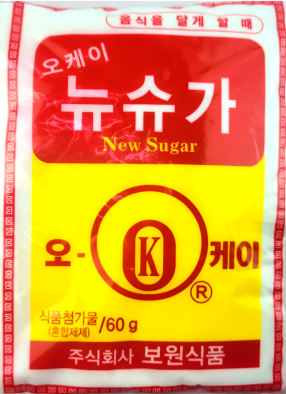 음식을 달게 할 때
오케이
뉴슈가
New Sugar
오- OK 케이
®
식품첨가물 /60 g
(혼합제제)
주식회사 보원식품